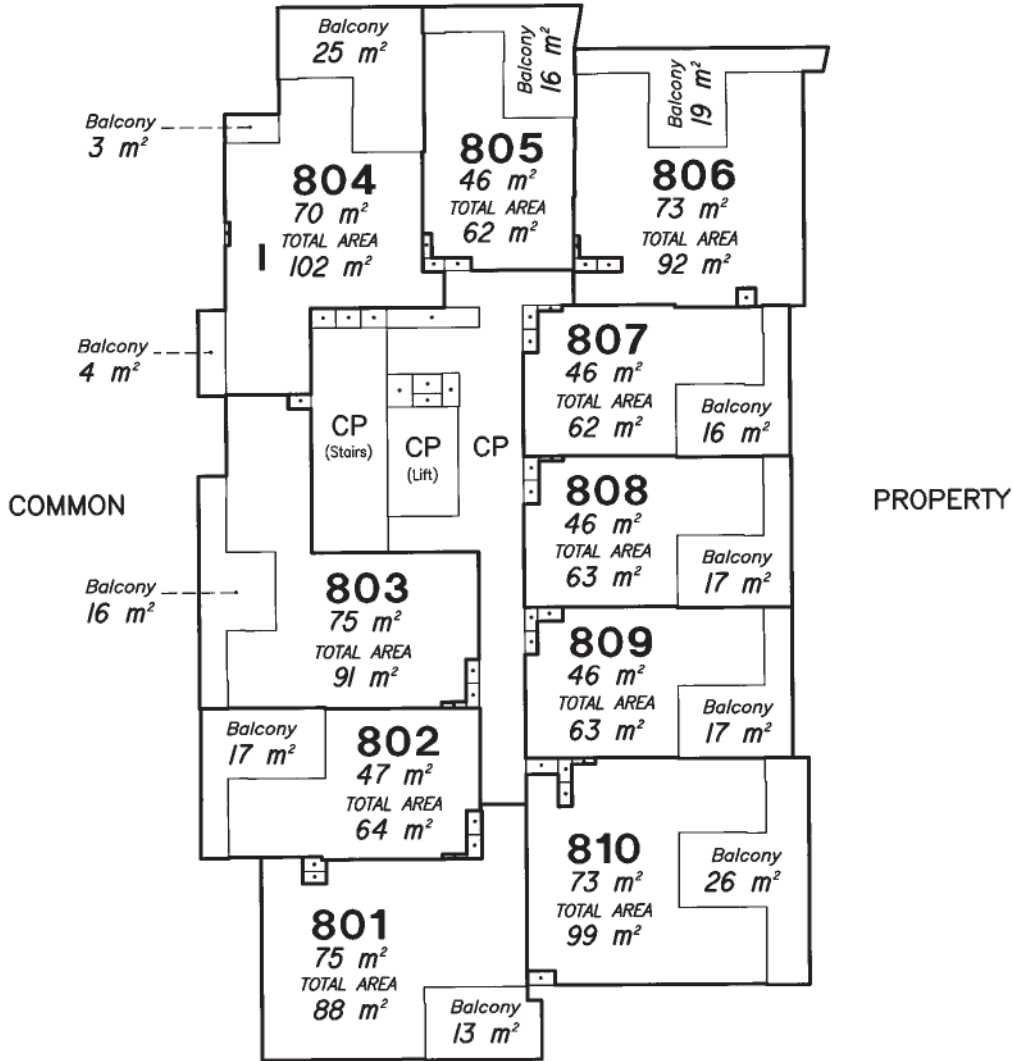 Balcony
25 m²
Balcony
16 m²
Balcony
19 m²
Balcony
3 m²
804
70 m²
TOTAL AREA
102 m²
805
46 m²
TOTAL AREA
62 m²
806
73 m²
TOTAL AREA
92 m²
Balcony
4 m²
807
46 m²
TOTAL AREA
62 m²
Balcony
16 m²
CP
(Stairs)
CP
(Lift)
CP
COMMON
PROPERTY
808
46 m²
TOTAL AREA
63 m²
Balcony
17 m²
Balcony
16 m²
803
75 m²
TOTAL AREA
91 m²
809
46 m²
TOTAL AREA
63 m²
Balcony
17 m²
Balcony
17 m²
802
47 m²
TOTAL AREA
64 m²
810
73 m²
TOTAL AREA
99 m²
Balcony
26 m²
801
75 m²
TOTAL AREA
88 m²
Balcony
13 m²